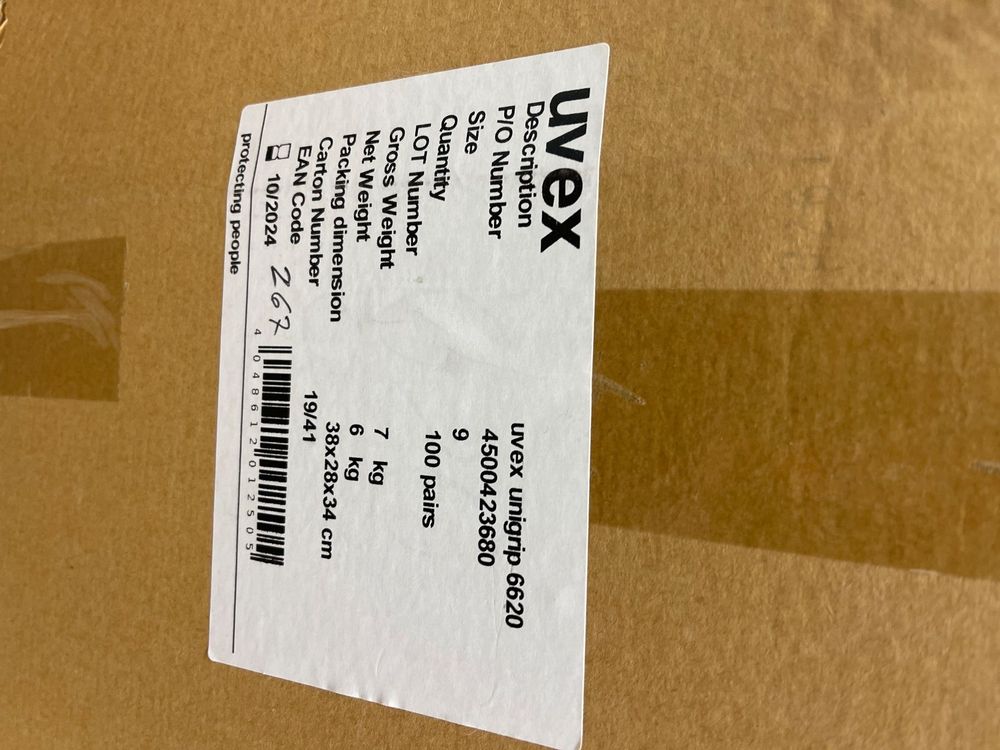 uvex
Description uvex unigrip 6620
P/O Number 4500423680
Size 9
Quantity 100 pairs
LOT Number
Gross Weight 7 kg
Net Weight 6 kg
Packing dimension 38x28x34 cm
Carton Number 19/41
EAN Code
10/2024 267
4 048612 012505
protecting people